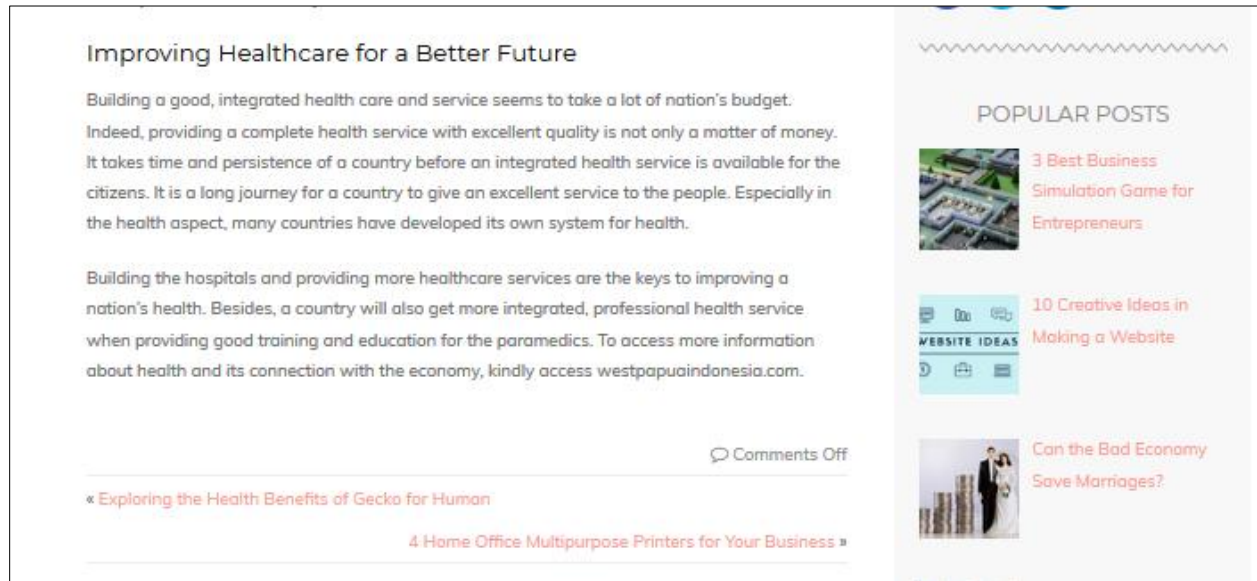 Improving Healthcare for a Better Future
Building a good, integrated health care and service seems to take a lot of nation's budget.
Indeed, providing a complete health service with excellent quality is not only a matter of money.
It takes time and persistence of a country before an integrated health service is available for the
citizens. It is a long journey for a country to give an excellent service to the people. Especially in
the health aspect, many countries have developed its own system for health.
Building the hospitals and providing more healthcare services are the keys to improving a
nation's health. Besides, a country will also get more integrated, professional health service
when providing good training and education for the paramedics. To access more information
about health and its connection with the economy, kindly access westpapuaindonesia.com.
Comments Off
« Exploring the Health Benefits of Gecko for Human
4 Home Office Multipurpose Printers for Your Business »
POPULAR POSTS
3 Best Business
Simulation Game for
Entrepreneurs
WEBSITE IDEAS
10 Creative Ideas in
Making a Website
Can the Bad Economy
Save Marriages?